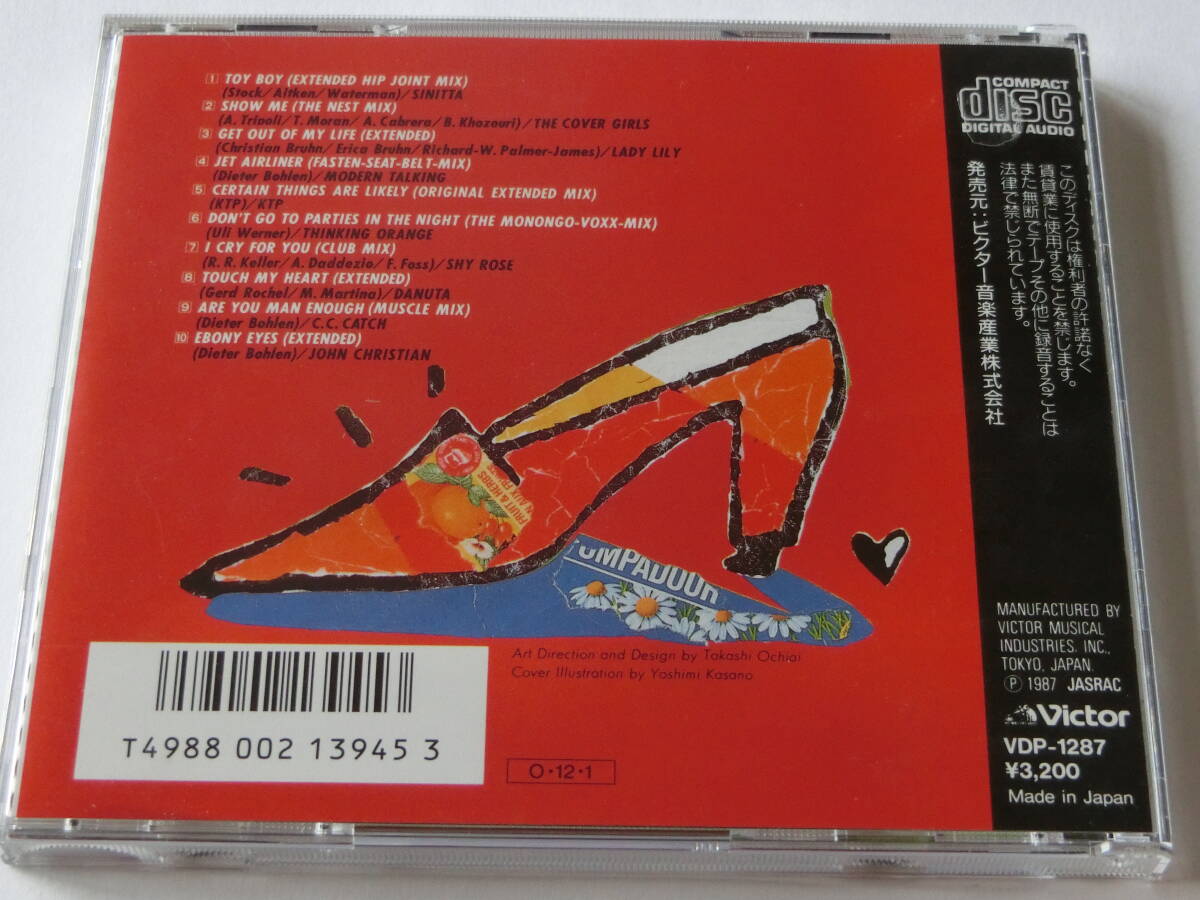 1 TOY BOY (EXTENDED HIP JOINT MIX)
(Stock/Aitken/Waterman)/SINITTA
2 SHOW ME (THE NEST MIX)
(A. Tripoli/T. Moran/A. Cabrera/B. Khozouri)/THE COVER GIRLS
3 GET OUT OF MY LIFE (EXTENDED)
(Christian Bruhn/Erica Bruhn/Richard-W. Palmer-James)/LADY LILY
4 JET AIRLINER (FASTEN-SEAT-BELT-MIX)
(Dieter Bohlen)/MODERN TALKING
5 CERTAIN THINGS ARE LIKELY (ORIGINAL EXTENDED MIX)
(KTP)/KTP
6 DON'T GO TO PARTIES IN THE NIGHT (THE MONONGO-VOXX-MIX)
(Uli Werner)/THINKING ORANGE
7 I CRY FOR YOU (CLUB MIX)
(R. R. Keller/A. Daddezio/F. Foss)/SHY ROSE
8 TOUCH MY HEART (EXTENDED)
(Gerd Rochel/M. Martina)/DANUTA
9 ARE YOU MAN ENOUGH (MUSCLE MIX)
(Dieter Bohlen)/C.C. CATCH
10 EBONY EYES (EXTENDED)
(Dieter Bohlen)/JOHN CHRISTIAN
FRUIT & HERBS
POMPADOUR
Art Direction and Design by Takashi Ochiai
Cover Illustration by Yoshimi Kasano
T4988 002 13945 3
O·12·1
COMPACT
disc
DIGITAL AUDIO
このディスクは権利者の許諾なく
賃貸業に使用することを禁じます。
また無断でテープその他に録音することは
法律で禁じられています。
発売元:ビクター音楽産業株式会社
MANUFACTURED BY
VICTOR MUSICAL
INDUSTRIES. INC.,
TOKYO, JAPAN.
Ⓟ 1987 JASRAC
Victor
VDP-1287
¥3,200
Made in Japan